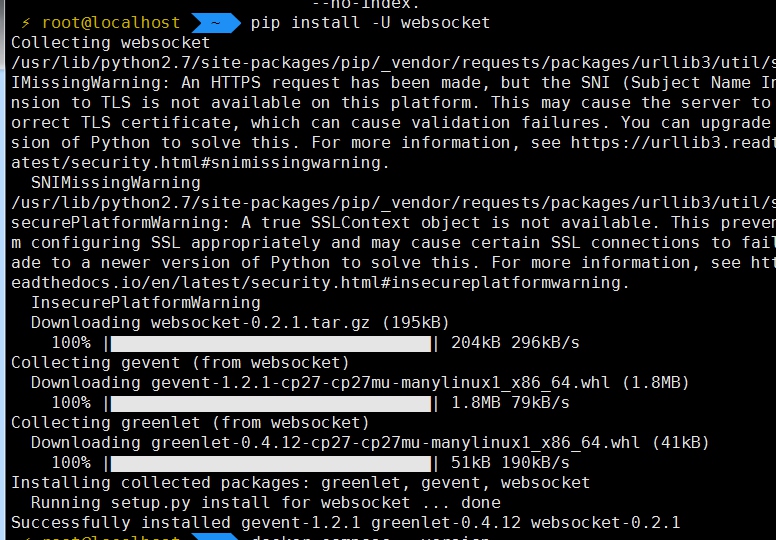 --no-index.
⚡ root@localhost ~ pip install -U websocket
Collecting websocket
/usr/lib/python2.7/site-packages/pip/_vendor/requests/packages/urllib3/util/s
IMissingWarning: An HTTPS request has been made, but the SNI (Subject Name In
nsion to TLS is not available on this platform. This may cause the server to
orrect TLS certificate, which can cause validation failures. You can upgrade
sion of Python to solve this. For more information, see https://urllib3.readt
atest/security.html#snimissingwarning.
SNIMissingWarning
/usr/lib/python2.7/site-packages/pip/_vendor/requests/packages/urllib3/util/s
securePlatformWarning: A true SSLContext object is not available. This preven
m configuring SSL appropriately and may cause certain SSL connections to fail
ade to a newer version of Python to solve this. For more information, see htt
eadthedocs.io/en/latest/security.html#insecureplatformwarning.
InsecurePlatformWarning
Downloading websocket-0.2.1.tar.gz (195kB)
100% |████████████████████████████████| 204kB 296kB/s
Collecting gevent (from websocket)
Downloading gevent-1.2.1-cp27-cp27mu-manylinux1_x86_64.whl (1.8MB)
100% |████████████████████████████████| 1.8MB 79kB/s
Collecting greenlet (from websocket)
Downloading greenlet-0.4.12-cp27-cp27mu-manylinux1_x86_64.whl (41kB)
100% |████████████████████████████████| 51kB 190kB/s
Installing collected packages: greenlet, gevent, websocket
Running setup.py install for websocket ... done
Successfully installed gevent-1.2.1 greenlet-0.4.12 websocket-0.2.1
⚡ root@localhost ~